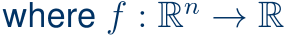 where f : ℝⁿ → ℝ